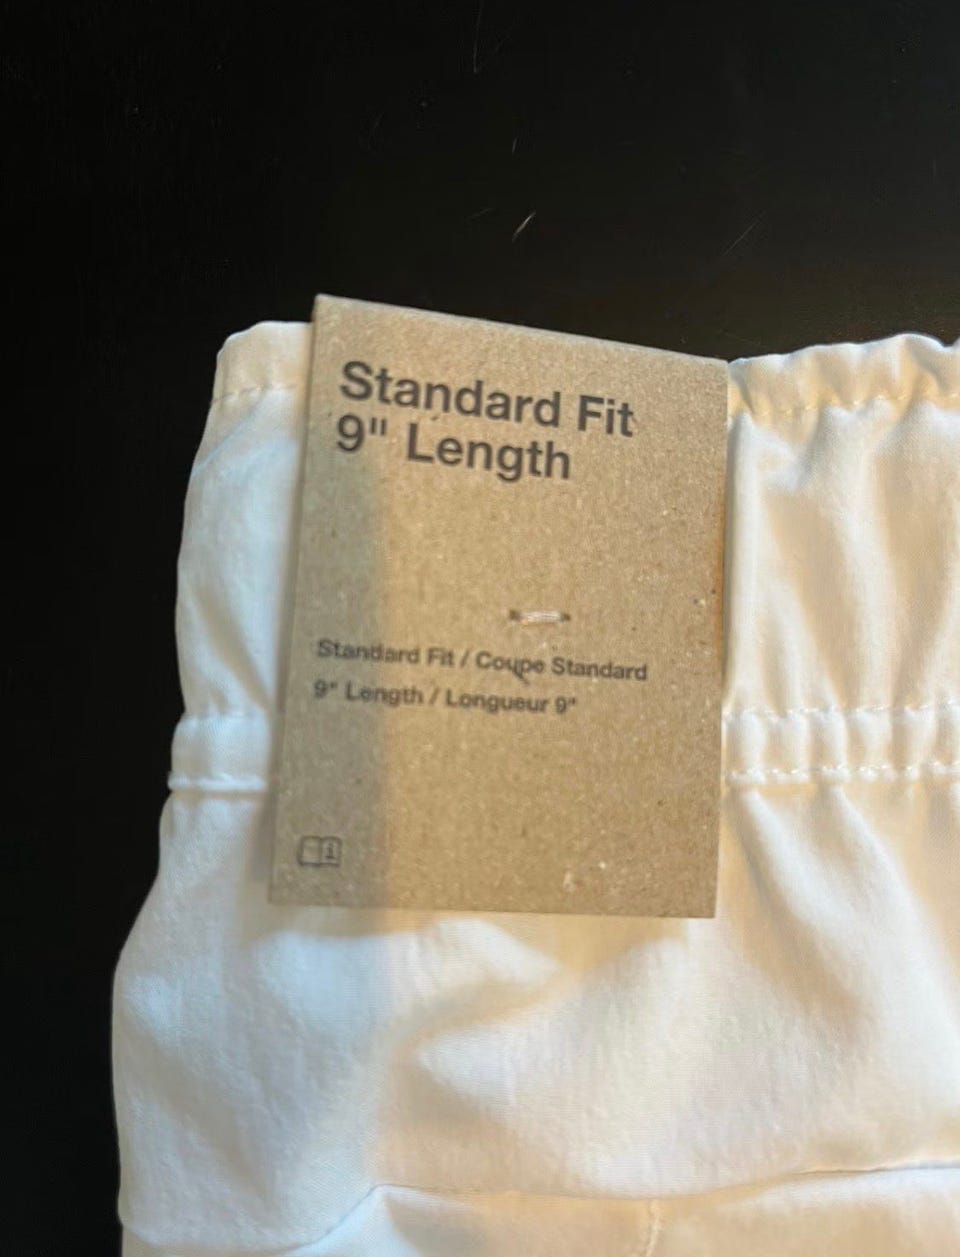 Standard Fit
9" Length
Standard Fit / Coupe Standard
9" Length / Longueur 9"
i